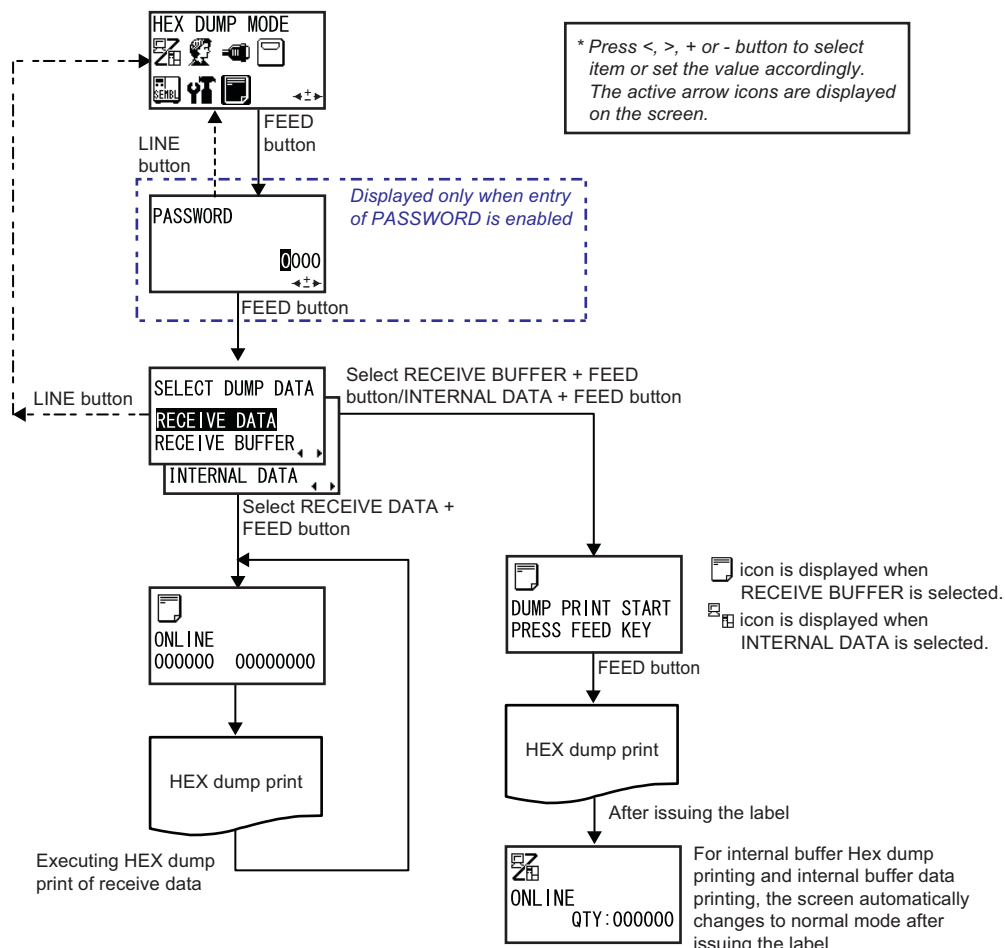 HEX DUMP MODE
SEMBL
* Press <, >, + or - button to select
item or set the value accordingly.
The active arrow icons are displayed
on the screen.
FEED
button
LINE
button
Displayed only when entry
of PASSWORD is enabled
PASSWORD
0000
FEED button
LINE button
SELECT DUMP DATA
RECEIVE DATA
RECEIVE BUFFER
INTERNAL DATA
Select RECEIVE BUFFER + FEED
button/INTERNAL DATA + FEED button
Select RECEIVE DATA +
FEED button
ONLINE
000000 00000000
DUMP PRINT START
PRESS FEED KEY
icon is displayed when
RECEIVE BUFFER is selected.
icon is displayed when
INTERNAL DATA is selected.
FEED button
HEX dump print
HEX dump print
After issuing the label
Executing HEX dump
print of receive data
ONLINE
QTY:000000
For internal buffer Hex dump
printing and internal buffer data
printing, the screen automatically
changes to normal mode after
issuing the label